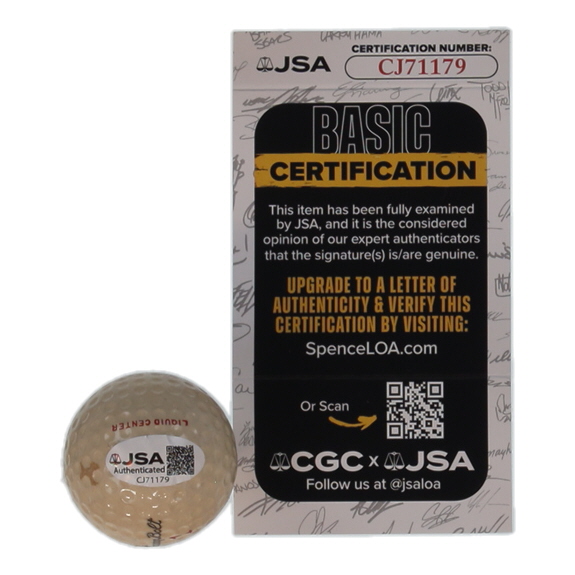 CERTIFICATION NUMBER:
JSA
CJ71179
BASIC
CERTIFICATION
This item has been fully examined
by JSA, and it is the considered
opinion of our expert authenticators
that the signature(s) is/are genuine.
UPGRADE TO A LETTER OF
AUTHENTICITY & VERIFY THIS
CERTIFICATION BY VISITING:
SpenceLOA.com
Or Scan
CGC x JSA
Follow us at @jsaloa
LIQUID CENTER
JSA
Authenticated
CJ71179